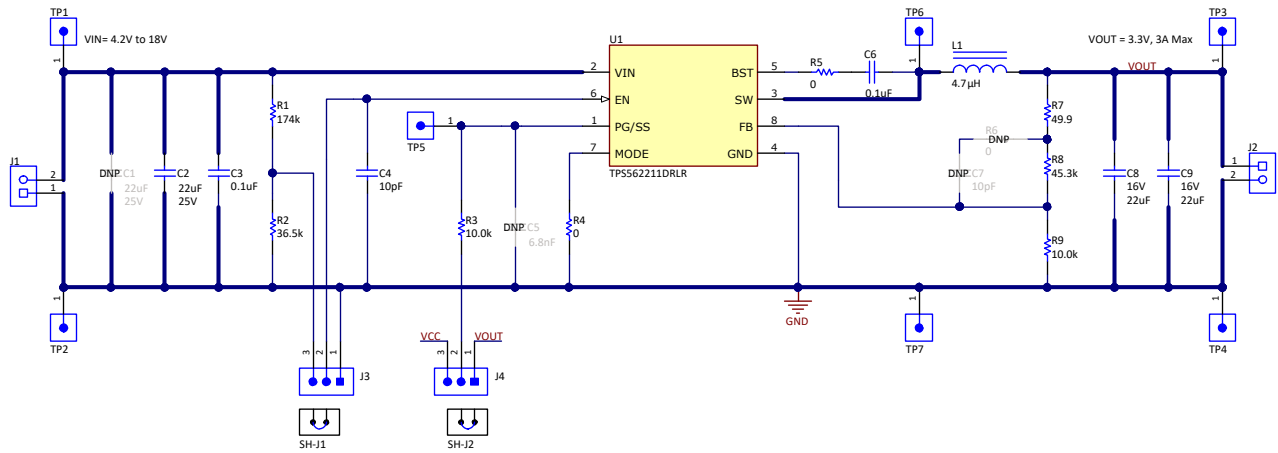 TP1
VIN= 4.2V to 18V
1
TP6
1
TP3
VOUT = 3.3V, 3A Max
VOUT
1
U1
2 VIN BST 5
6 EN SW 3
1 PG/SS FB 8
7 MODE GND 4
TPS562211DRLR
R5
0
C6
0.1uF
L1
4.7µH
R1
174k
R2
36.5k
TP5
1
J1
2
1
DNP C1
22uF
25V
C2
22uF
25V
C3
0.1uF
C4
10pF
R3
10.0k
DNP C5
6.8nF
R4
0
R7
49.9
R6
DNP
0
R8
45.3k
DNP C7
10pF
R9
10.0k
C8
16V
22uF
C9
16V
22uF
J2
1
2
GND
1
TP2
1
TP7
1
TP4
3 2 1
J3
SH-J1
VCC VOUT
3 2 1
J4
SH-J2